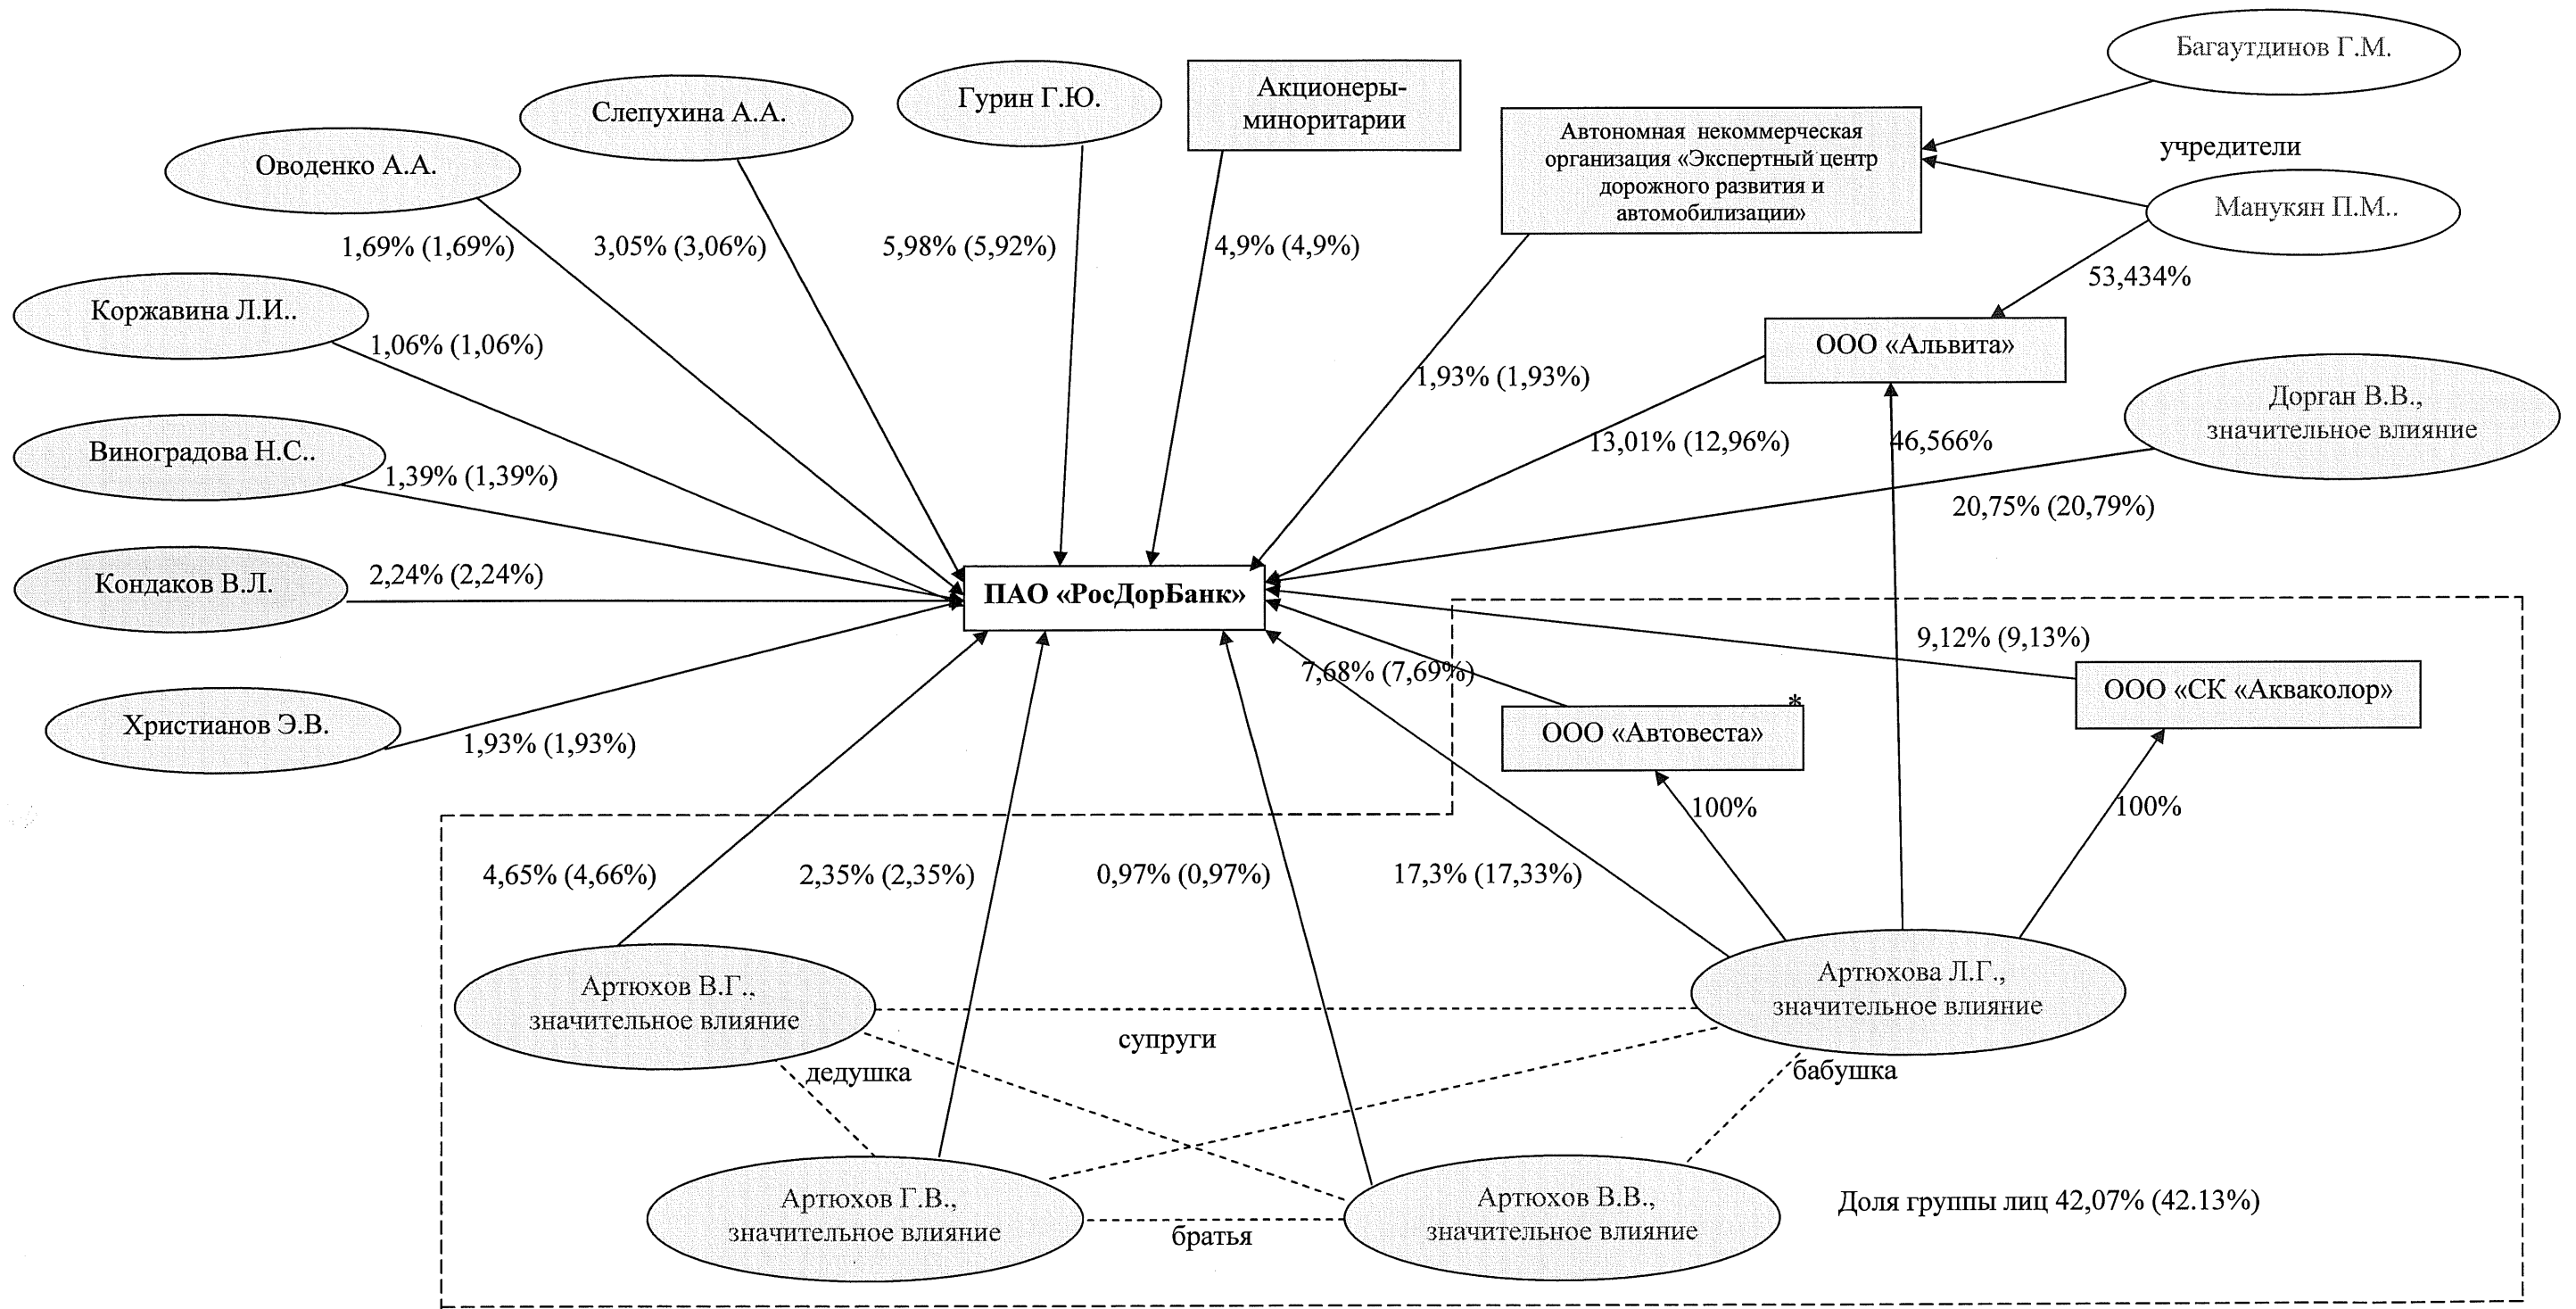 Багаутдинов Г.М.
Гурин Г.Ю.
Акционеры-
миноритарии
Слепухина А.А.
Автономная некоммерческая
организация «Экспертный центр
дорожного развития и
автомобилизации»
учредители
Оводенко А.А.
Манукян П.М..
1,69% (1,69%)
3,05% (3,06%)
5,98% (5,92%)
4,9% (4,9%)
53,434%
Коржавина Л.И..
1,06% (1,06%)
ООО «Альвита»
1,93% (1,93%)
Дорган В.В.,
значительное влияние
13,01% (12,96%)
46,566%
Виноградова Н.С..
1,39% (1,39%)
20,75% (20,79%)
Кондаков В.Л.
2,24% (2,24%)
ПАО «РосДорБанк»
9,12% (9,13%)
7,68% (7,69%)
ООО «СК «Акваколор»
*
ООО «Автовеста»
Христианов Э.В.
1,93% (1,93%)
100%
100%
4,65% (4,66%)
2,35% (2,35%)
0,97% (0,97%)
17,3% (17,33%)
Артюхов В.Г.,
значительное влияние
Артюхова Л.Г.,
значительное влияние
супруги
дедушка
бабушка
Артюхов Г.В.,
значительное влияние
братья
Артюхов В.В.,
значительное влияние
Доля группы лиц 42,07% (42.13%)